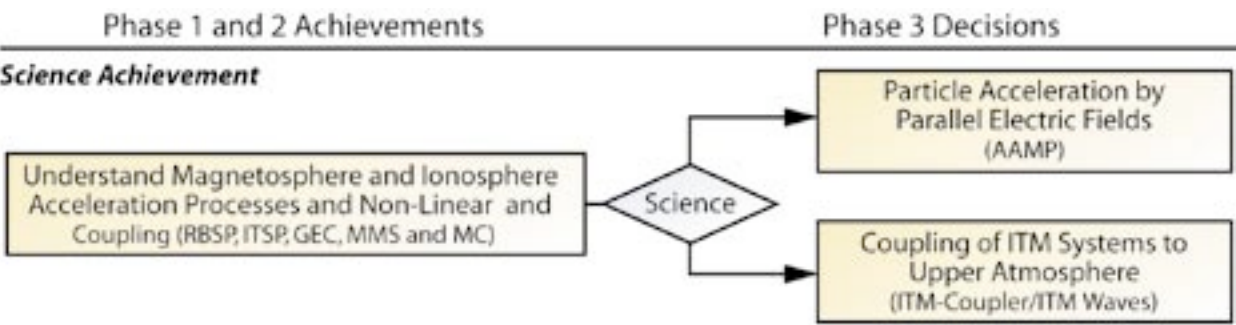 Phase 1 and 2 Achievements
Phase 3 Decisions
Science Achievement
Understand Magnetosphere and Ionosphere
Acceleration Processes and Non-Linear and
Coupling (RBSP, ITSP, GEC, MMS and MC)
Science
Particle Acceleration by
Parallel Electric Fields
(AAMP)
Coupling of ITM Systems to
Upper Atmosphere
(ITM-Coupler/ITM Waves)